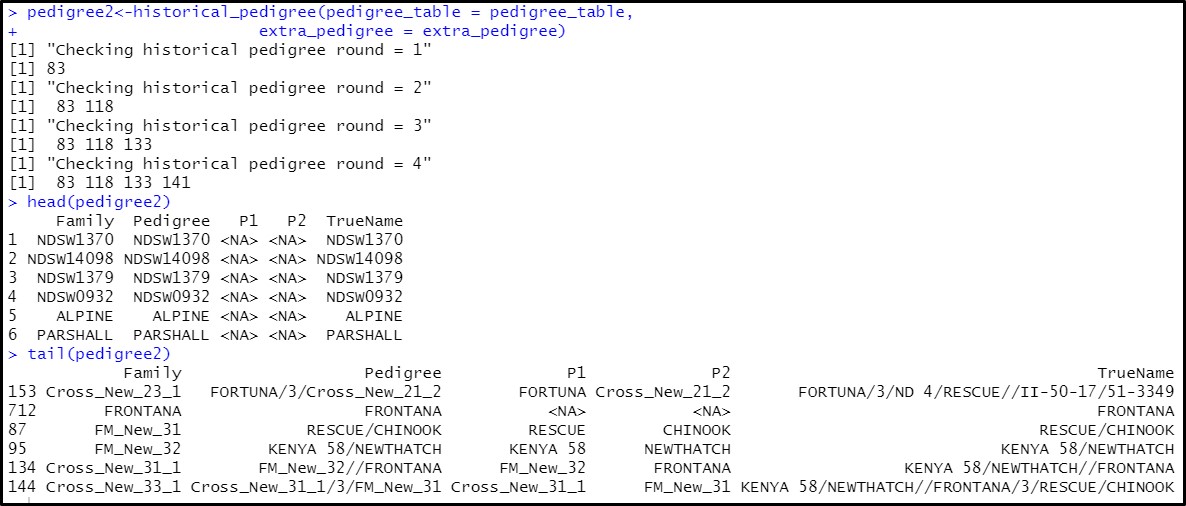 > pedigree2<-historical_pedigree(pedigree_table = pedigree_table,
+                                extra_pedigree = extra_pedigree)
[1] "Checking historical pedigree round = 1"
[1] 83
[1] "Checking historical pedigree round = 2"
[1]  83 118
[1] "Checking historical pedigree round = 3"
[1]  83 118 133
[1] "Checking historical pedigree round = 4"
[1]  83 118 133 141
> head(pedigree2)
     Family  Pedigree   P1   P2  TrueName
1  NDSW1370  NDSW1370 <NA> <NA>  NDSW1370
2 NDSW14098 NDSW14098 <NA> <NA> NDSW14098
3  NDSW1379  NDSW1379 <NA> <NA>  NDSW1379
4  NDSW0932  NDSW0932 <NA> <NA>  NDSW0932
5    ALPINE    ALPINE <NA> <NA>    ALPINE
6  PARSHALL  PARSHALL <NA> <NA>  PARSHALL
> tail(pedigree2)
            Family                   Pedigree             P1             P2                                   TrueName
153 Cross_New_23_1     FORTUNA/3/Cross_New_21_2        FORTUNA Cross_New_21_2    FORTUNA/3/ND 4/RESCUE//II-50-17/51-3349
712       FRONTANA                   FRONTANA           <NA>           <NA>                                   FRONTANA
87       FM_New_31             RESCUE/CHINOOK         RESCUE        CHINOOK                             RESCUE/CHINOOK
95       FM_New_32         KENYA 58/NEWTHATCH       KENYA 58      NEWTHATCH                         KENYA 58/NEWTHATCH
134 Cross_New_31_1        FM_New_32//FRONTANA      FM_New_32       FRONTANA               KENYA 58/NEWTHATCH//FRONTANA
144 Cross_New_33_1 Cross_New_31_1/3/FM_New_31 Cross_New_31_1      FM_New_31 KENYA 58/NEWTHATCH//FRONTANA/3/RESCUE/CHINOOK